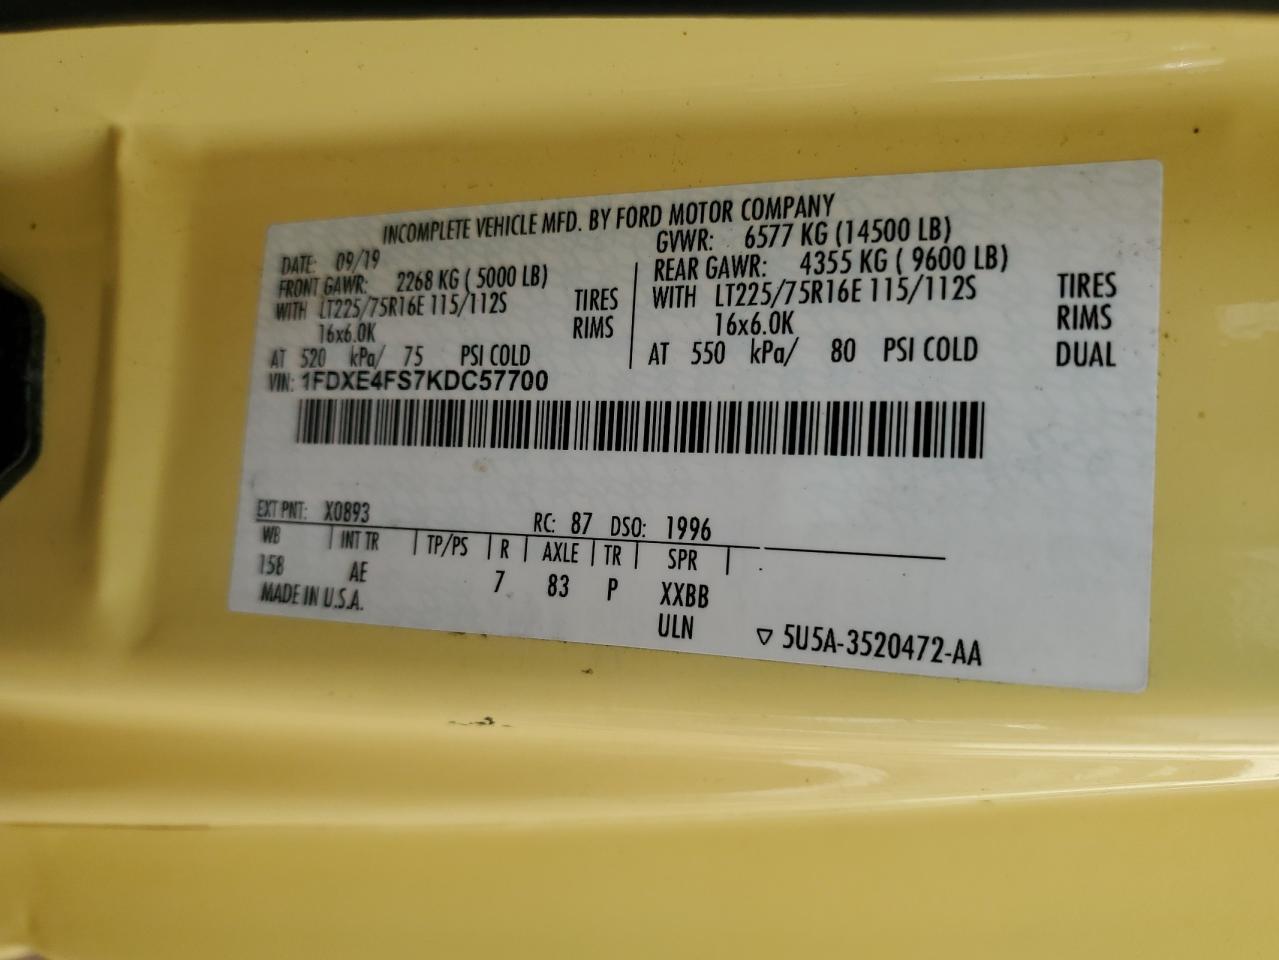 INCOMPLETE VEHICLE MFD. BY FORD MOTOR COMPANY
DATE: 09/19 GVWR: 6577 KG (14500 LB)
FRONT GAWR: 2268 KG ( 5000 LB) REAR GAWR: 4355 KG ( 9600 LB)
WITH LT225/75R16E 115/112S TIRES WITH LT225/75R16E 115/112S TIRES
16x6.0K RIMS 16x6.0K RIMS
AT 520 kPa/ 75 PSI COLD AT 550 kPa/ 80 PSI COLD DUAL
VIN: 1FDXE4FS7KDC57700
EXT PNT: X0893 RC: 87 DSO: 1996
WB INT TR TP/PS R AXLE TR SPR
158 AE 7 83 P XXBB
MADE IN U.S.A. ULN
▽ 5U5A-3520472-AA